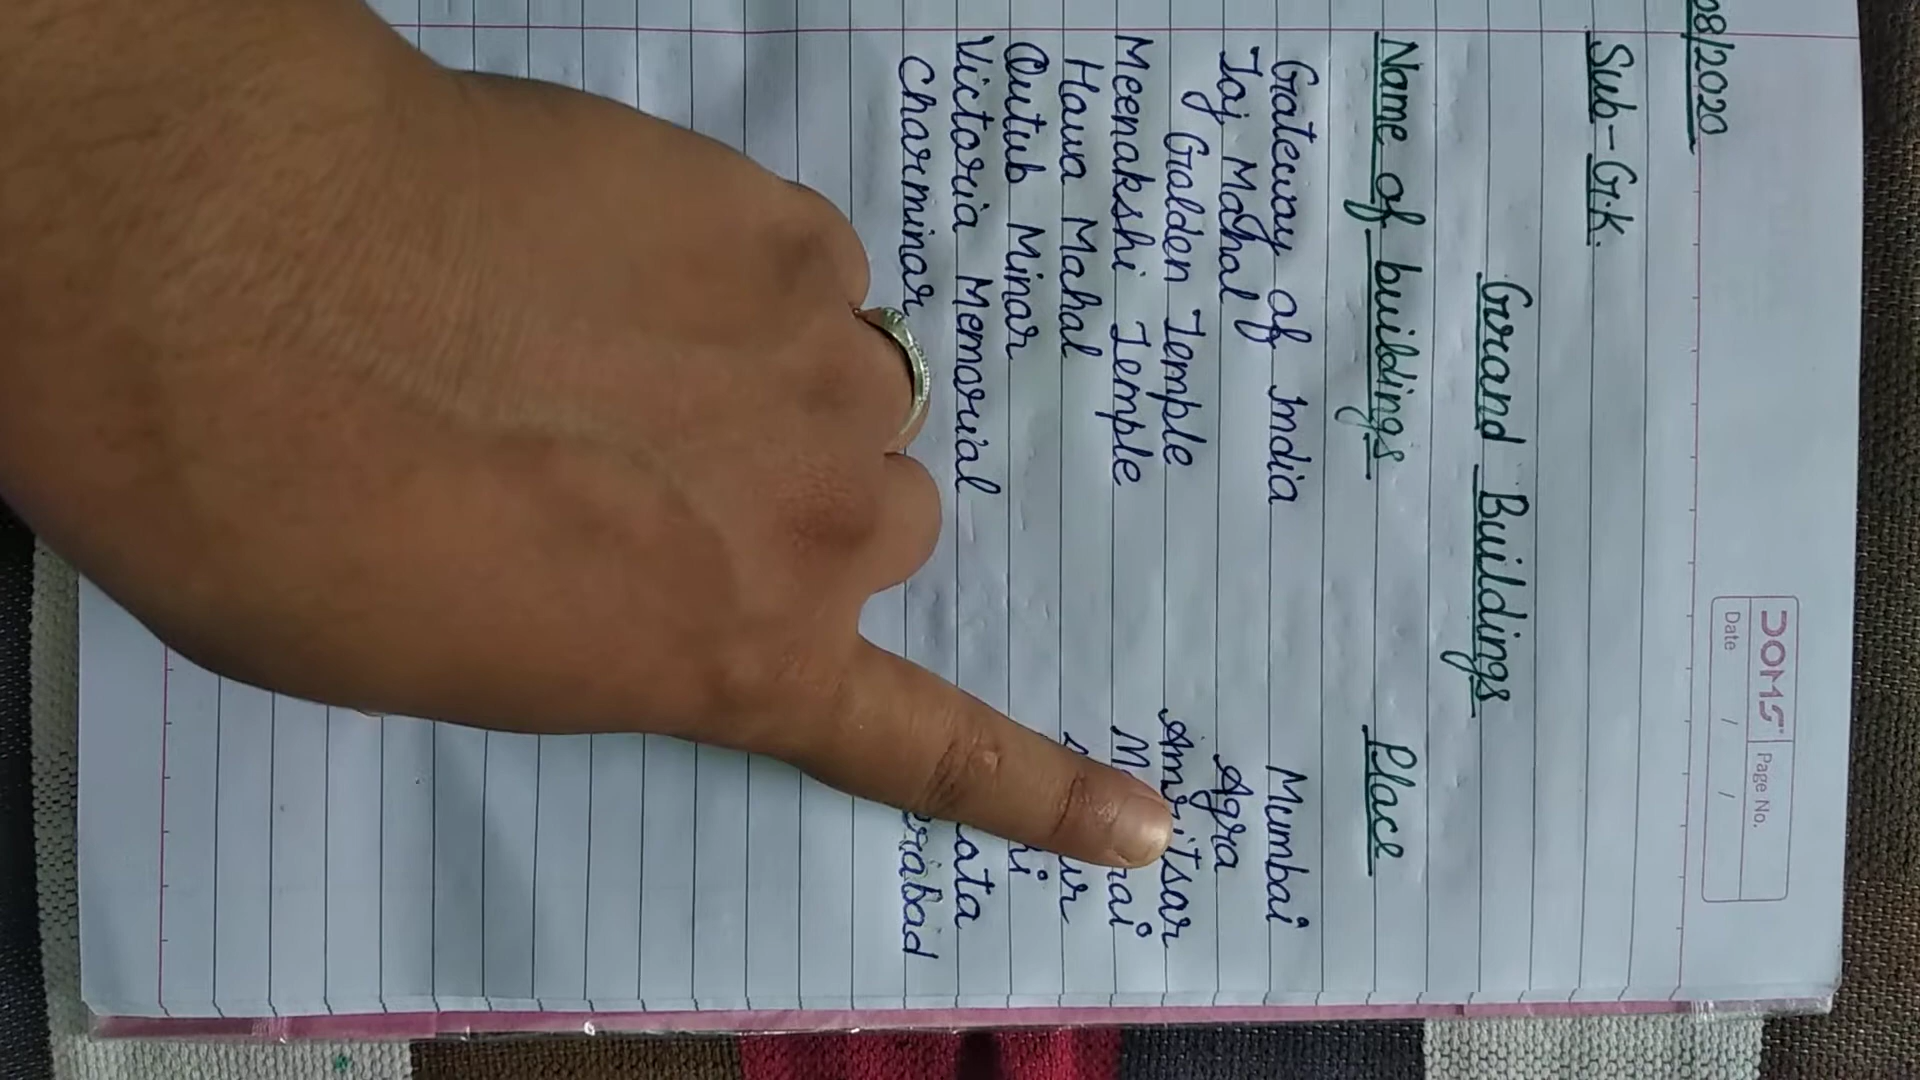 08/2020
DOMS Page No.
Date / /
Sub-G.K.
Grand Buildings
Name of buildings Place
Gateway of India Mumbai
Taj Mahal Agra
Golden Temple Amritsar
Meenakshi Temple
Hawa Mahal
Qutub Minar
Victoria Memorial
Charminar